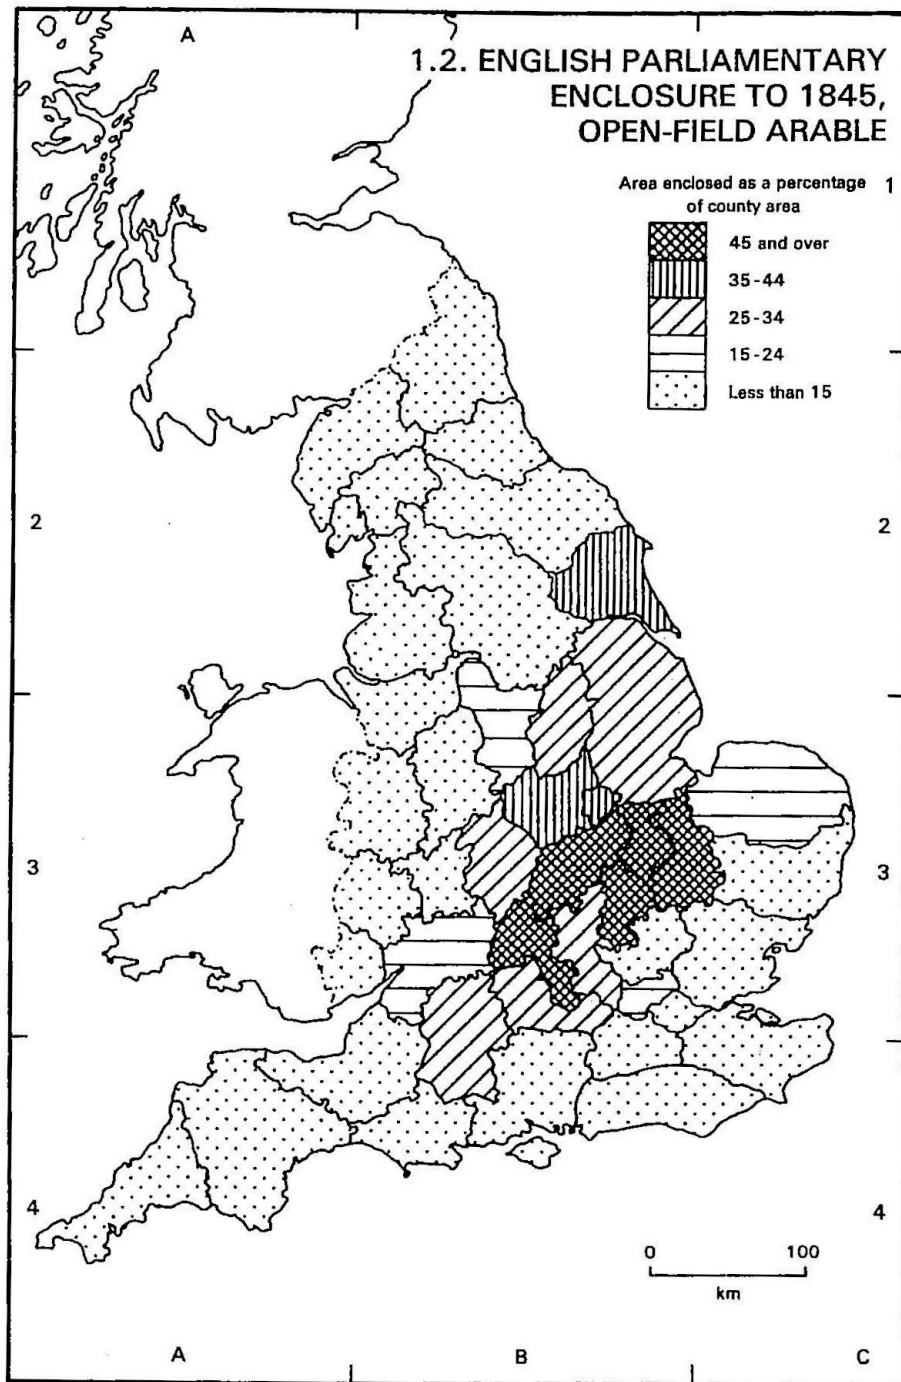 A
1.2. ENGLISH PARLIAMENTARY
ENCLOSURE TO 1845,
OPEN-FIELD ARABLE
Area enclosed as a percentage 1
of county area
45 and over
35-44
25-34
15-24
Less than 15
2 2
3 3
4 4
0 100
km
A B C